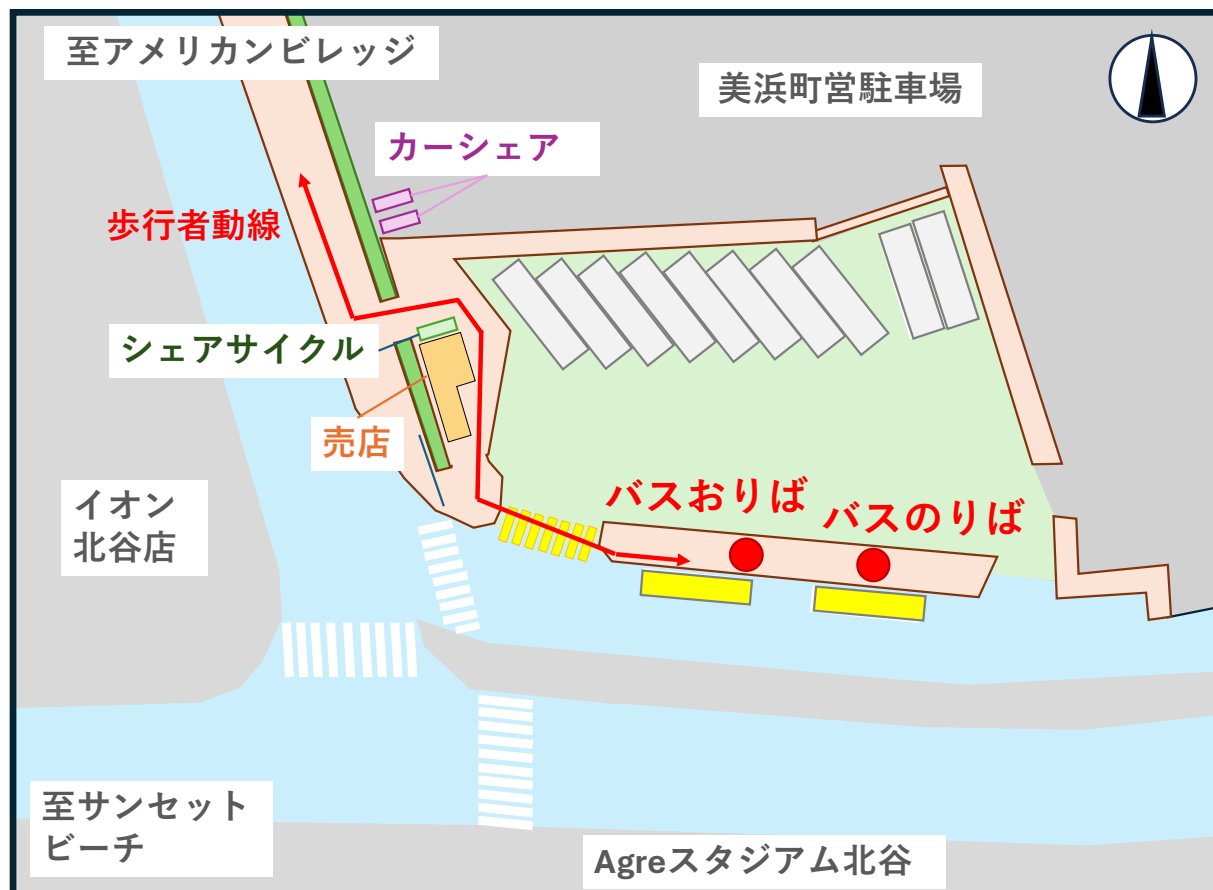 至アメリカンビレッジ
美浜町営駐車場
カーシェア
歩行者動線
シェアサイクル
売店
バスおりば
バスのりば
イオン
北谷店
至サンセット
ビーチ
Agreスタジアム北谷